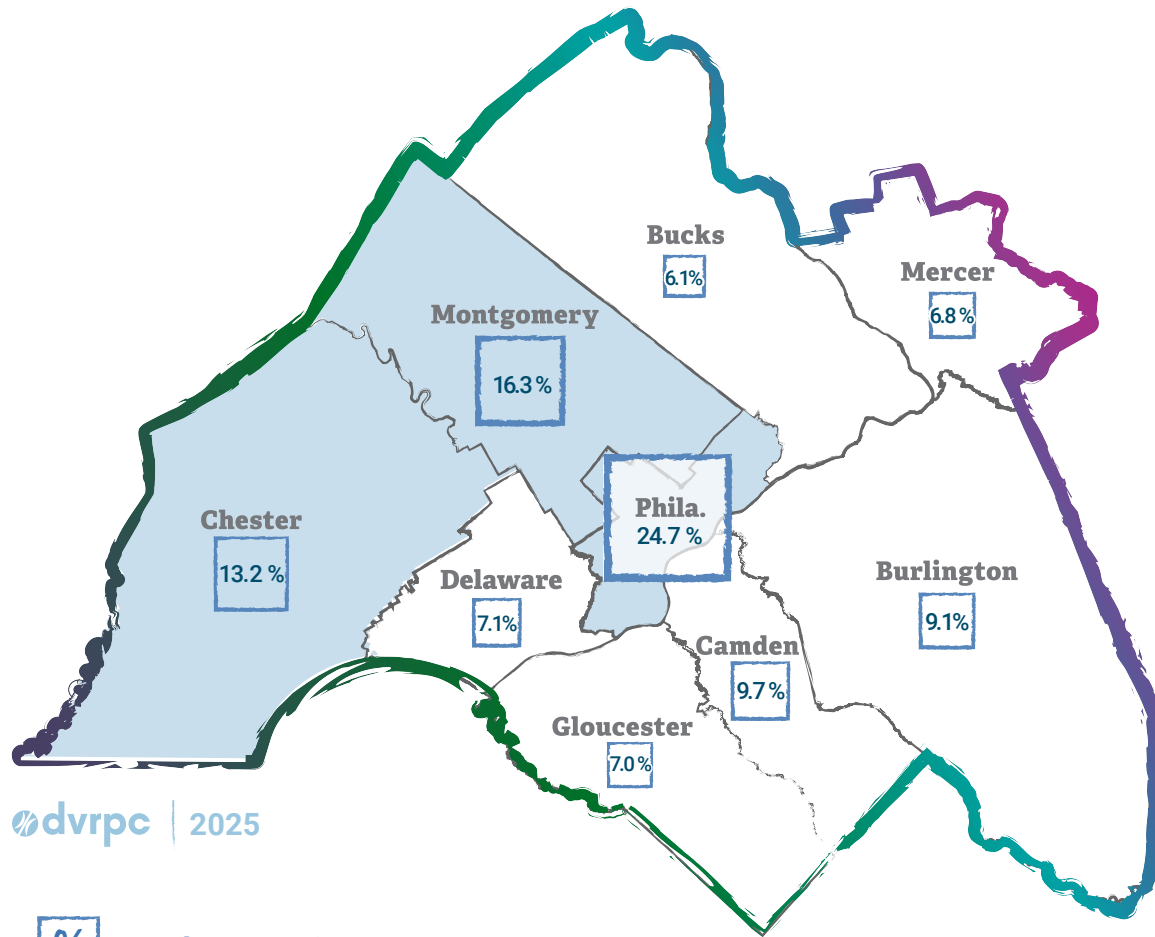 Bucks
6.1%
Mercer
6.8 %
Montgomery
16.3 %
Phila.
24.7 %
Chester
13.2 %
Delaware
7.1%
Burlington
9.1%
Camden
9.7 %
Gloucester
7.0 %
dvrpc | 2025